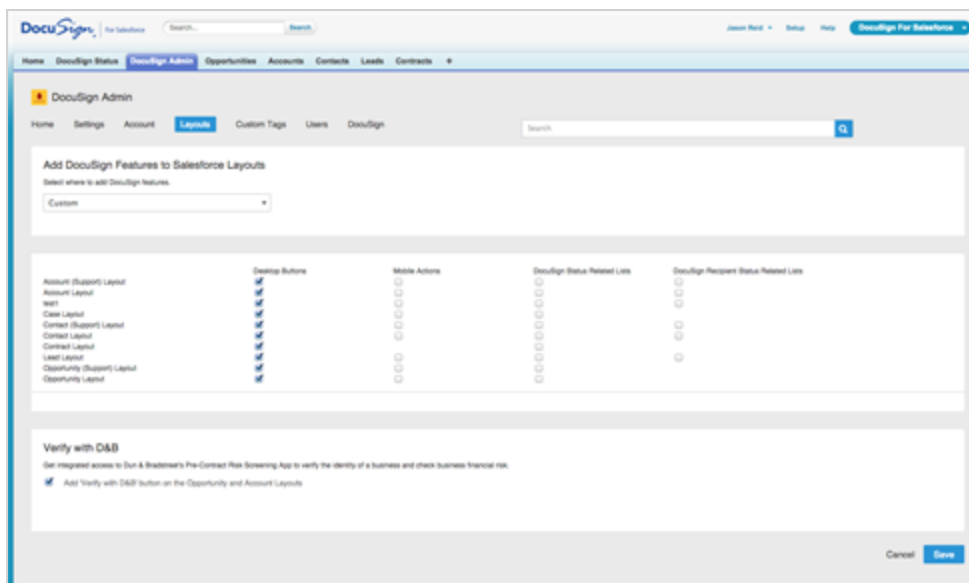 DocuSign for Salesforce Search... Search Jason Reid Setup Help DocuSign For Salesforce
Home DocuSign Status DocuSign Admin Opportunities Accounts Contacts Leads Contracts +
DocuSign Admin
Home Settings Account Layouts Custom Tags Users DocuSign Search
Add DocuSign Features to Salesforce Layouts
Select where to add DocuSign features.
Custom
Desktop Buttons Mobile Actions DocuSign Status Related Lists DocuSign Recipient Status Related Lists
Account (Support) Layout
Account Layout
test1
Case Layout
Contact (Support) Layout
Contact Layout
Contract Layout
Lead Layout
Opportunity (Support) Layout
Opportunity Layout
Verify with D&B
Get integrated access to Dun & Bradstreet's Pre-Contract Risk Screening App to verify the identity of a business and check business financial risk.
Add 'Verify with D&B' button on the Opportunity and Account Layouts
Cancel Save